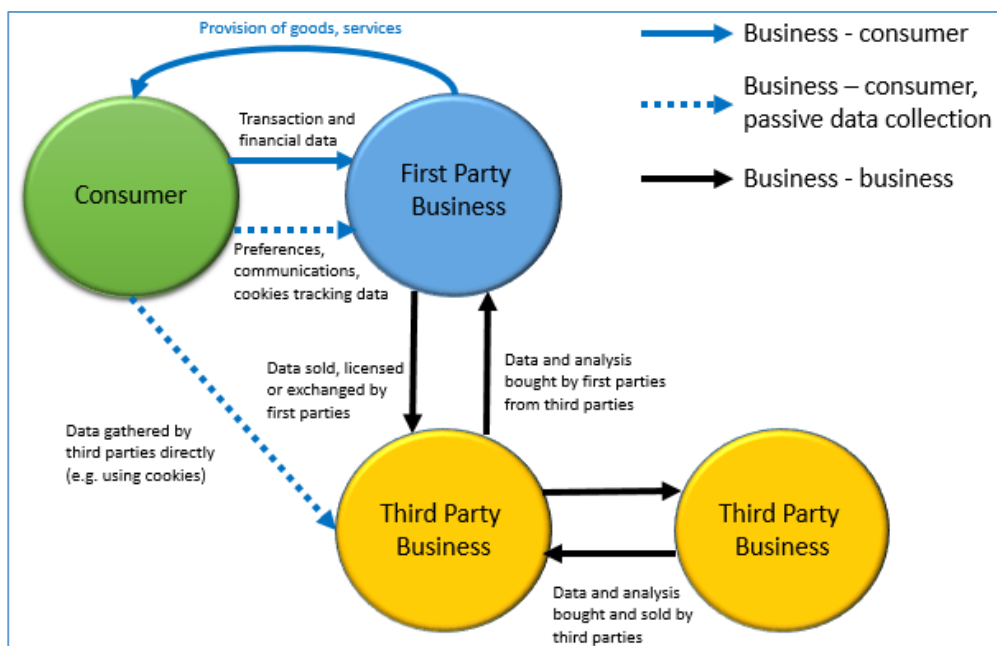 Provision of goods, services
Business - consumer
Business – consumer,
passive data collection
Business - business
Transaction and
financial data
Consumer
First Party
Business
Preferences,
communications,
cookies tracking data
Data sold, licensed
or exchanged by
first parties
Data and analysis
bought by first parties
from third parties
Data gathered by
third parties directly
(e.g. using cookies)
Third Party
Business
Third Party
Business
Data and analysis
bought and sold by
third parties